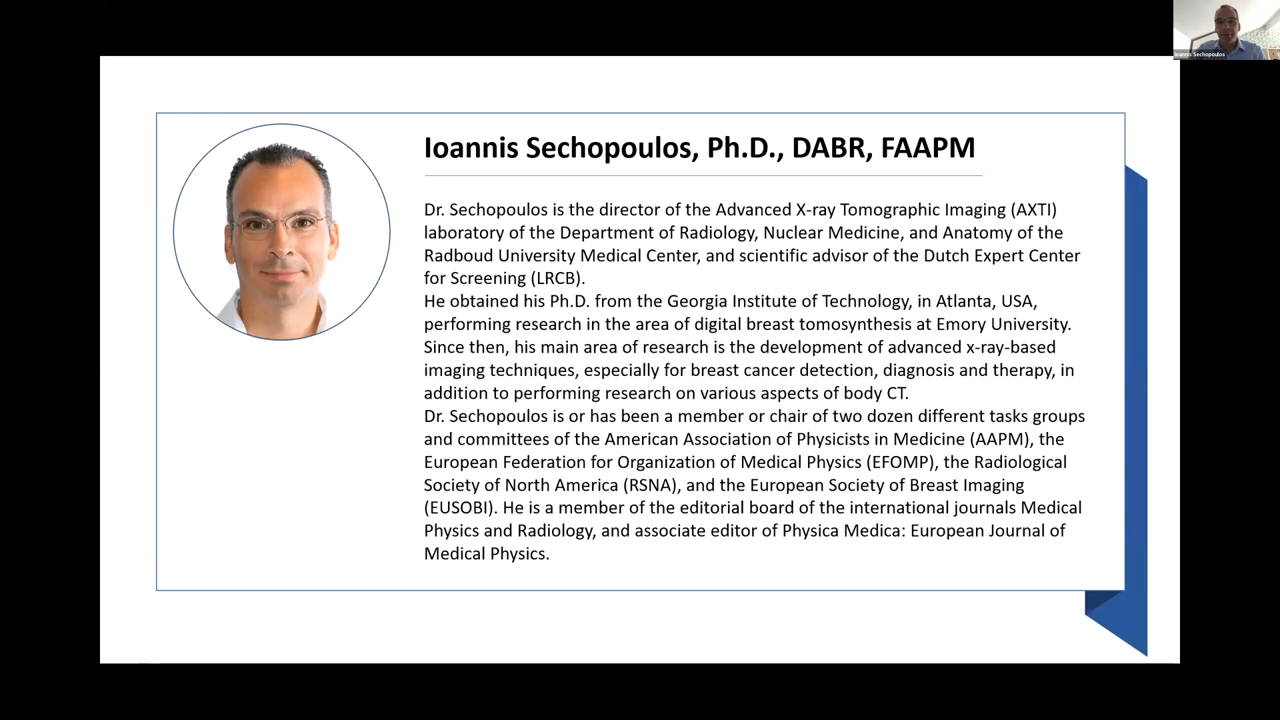 Ioannis Sechopoulos
Ioannis Sechopoulos, Ph.D., DABR, FAAPM
Dr. Sechopoulos is the director of the Advanced X-ray Tomographic Imaging (AXTI)
laboratory of the Department of Radiology, Nuclear Medicine, and Anatomy of the
Radboud University Medical Center, and scientific advisor of the Dutch Expert Center
for Screening (LRCB).
He obtained his Ph.D. from the Georgia Institute of Technology, in Atlanta, USA,
performing research in the area of digital breast tomosynthesis at Emory University.
Since then, his main area of research is the development of advanced x-ray-based
imaging techniques, especially for breast cancer detection, diagnosis and therapy, in
addition to performing research on various aspects of body CT.
Dr. Sechopoulos is or has been a member or chair of two dozen different tasks groups
and committees of the American Association of Physicists in Medicine (AAPM), the
European Federation for Organization of Medical Physics (EFOMP), the Radiological
Society of North America (RSNA), and the European Society of Breast Imaging
(EUSOBI). He is a member of the editorial board of the international journals Medical
Physics and Radiology, and associate editor of Physica Medica: European Journal of
Medical Physics.